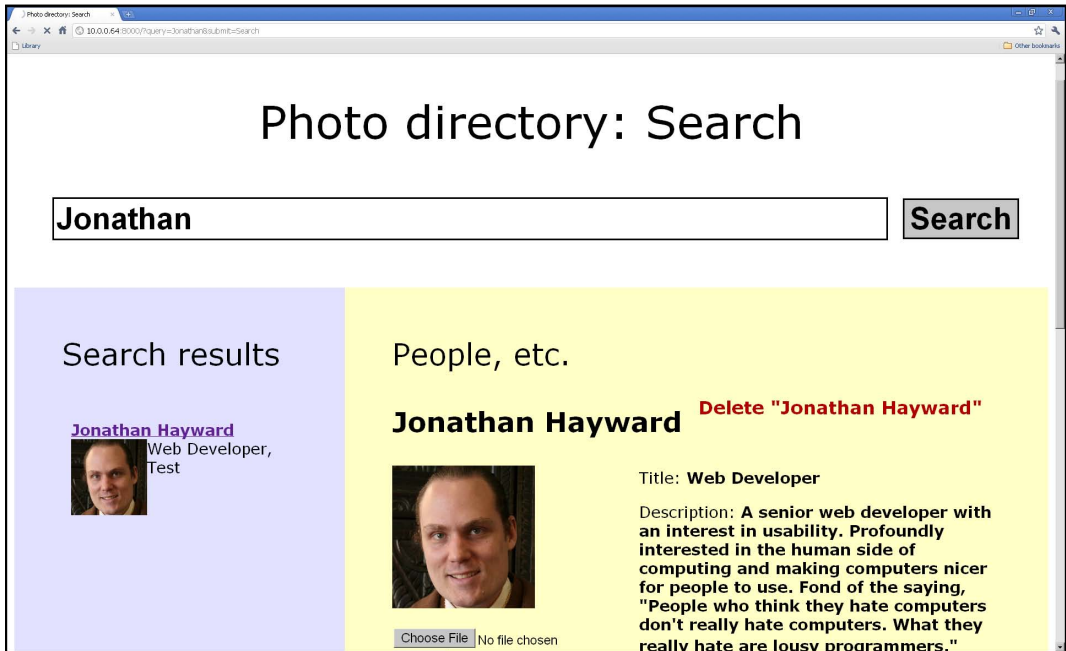 Photo directory: Search
10.0.0.64:8000/?query=Jonathan&submit=Search
Library
Other bookmarks
Photo directory: Search
Jonathan
Search
Search results
Jonathan Hayward
Web Developer,
Test
People, etc.
Jonathan Hayward
Delete "Jonathan Hayward"
Title: Web Developer
Description: A senior web developer with
an interest in usability. Profoundly
interested in the human side of
computing and making computers nicer
for people to use. Fond of the saying,
"People who think they hate computers
don't really hate computers. What they
really hate are lousy programmers."
Choose File No file chosen